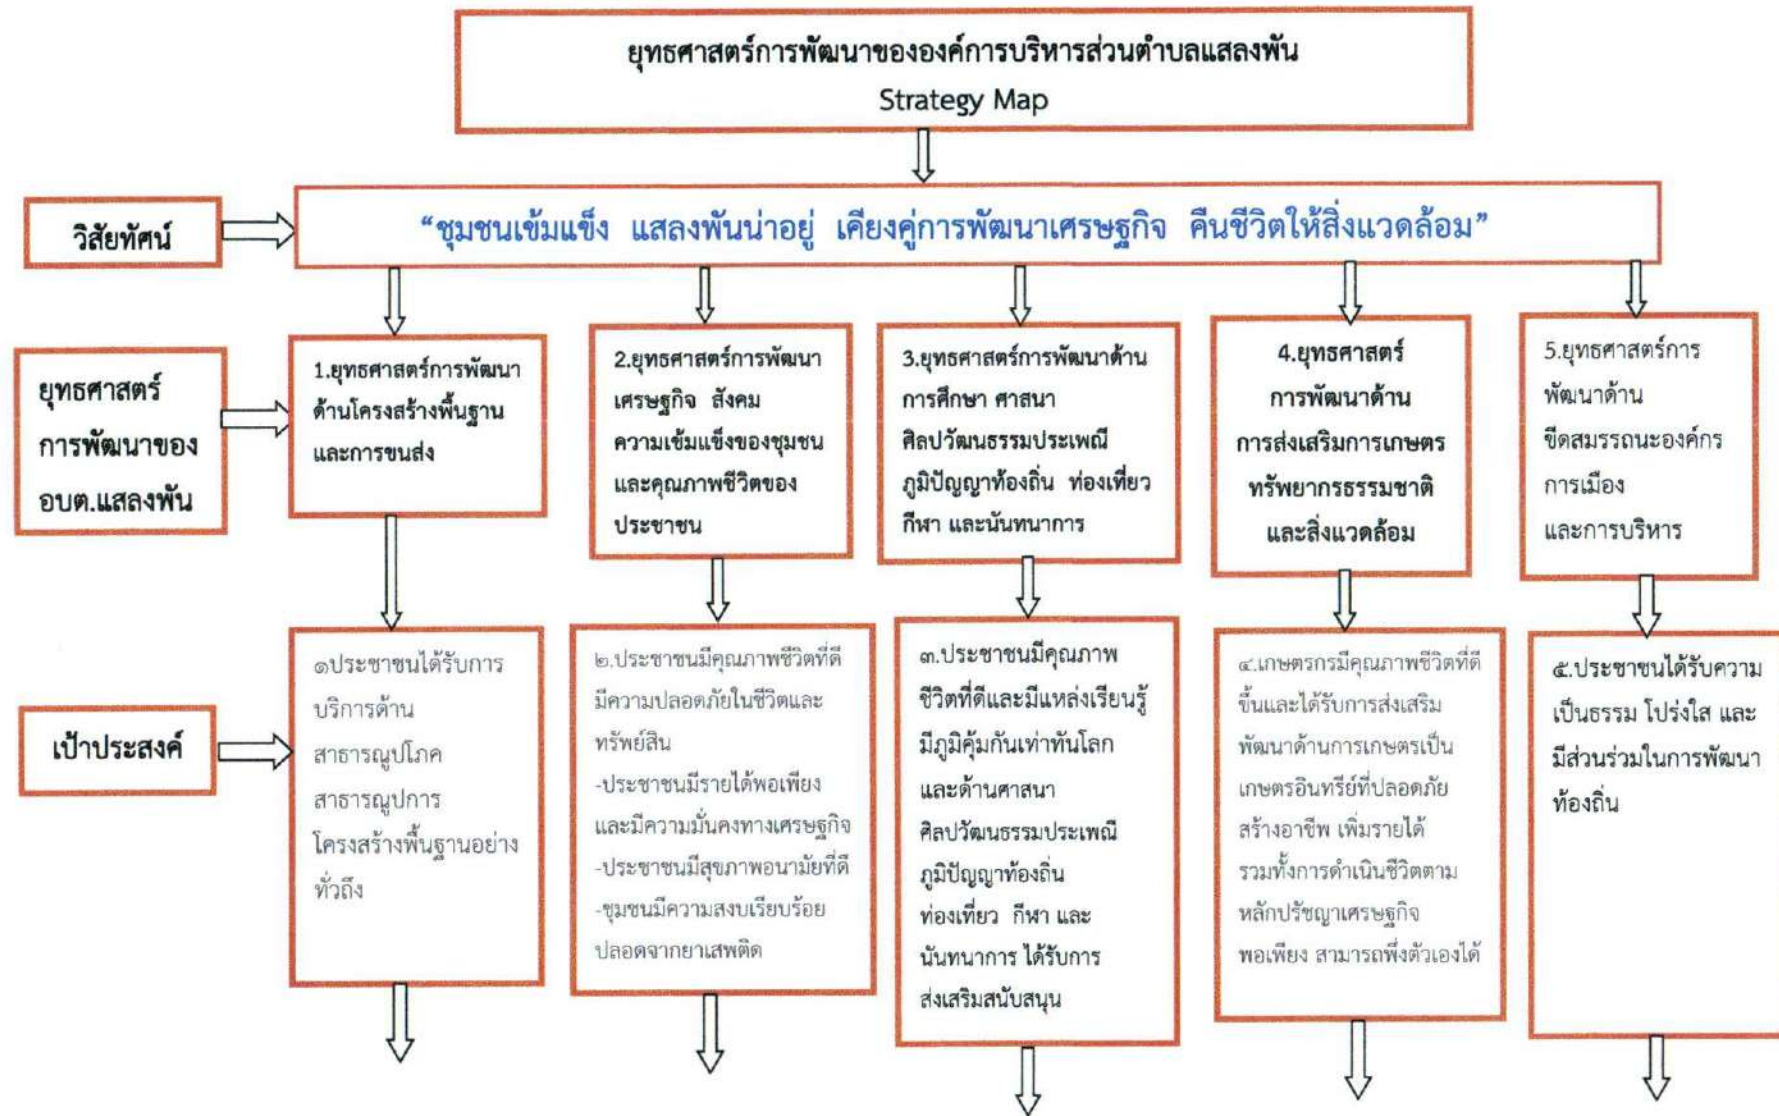 ยุทธศาสตร์การพัฒนาขององค์การบริหารส่วนตำบลแสลงพัน
Strategy Map
วิสัยทัศน์
“ชุมชนเข้มแข็ง แสลงพันน่าอยู่ เคียงคู่การพัฒนาเศรษฐกิจ คืนชีวิตให้สิ่งแวดล้อม”
ยุทธศาสตร์
การพัฒนาของ
อบต.แสลงพัน
1.ยุทธศาสตร์การพัฒนา
ด้านโครงสร้างพื้นฐาน
และการขนส่ง
2.ยุทธศาสตร์การพัฒนา
เศรษฐกิจ สังคม
ความเข้มแข็งของชุมชน
และคุณภาพชีวิตของ
ประชาชน
3.ยุทธศาสตร์การพัฒนาด้าน
การศึกษา ศาสนา
ศิลปวัฒนธรรมประเพณี
ภูมิปัญญาท้องถิ่น ท่องเที่ยว
กีฬา และนันทนาการ
4.ยุทธศาสตร์
การพัฒนาด้าน
การส่งเสริมการเกษตร
ทรัพยากรธรรมชาติ
และสิ่งแวดล้อม
5.ยุทธศาสตร์การ
พัฒนาด้าน
ขีดสมรรถนะองค์กร
การเมือง
และการบริหาร
เป้าประสงค์
๑ประชาชนได้รับการ
บริการด้าน
สาธารณูปโภค
สาธารณูปการ
โครงสร้างพื้นฐานอย่าง
ทั่วถึง
๒.ประชาชนมีคุณภาพชีวิตที่ดี
มีความปลอดภัยในชีวิตและ
ทรัพย์สิน
-ประชาชนมีรายได้พอเพียง
และมีความมั่นคงทางเศรษฐกิจ
-ประชาชนมีสุขภาพอนามัยที่ดี
-ชุมชนมีความสงบเรียบร้อย
ปลอดจากยาเสพติด
๓.ประชาชนมีคุณภาพ
ชีวิตที่ดีและมีแหล่งเรียนรู้
มีภูมิคุ้มกันเท่าทันโลก
และด้านศาสนา
ศิลปวัฒนธรรมประเพณี
ภูมิปัญญาท้องถิ่น
ท่องเที่ยว กีฬา และ
นันทนาการ ได้รับการ
ส่งเสริมสนับสนุน
๔.เกษตรกรมีคุณภาพชีวิตที่ดี
ขึ้นและได้รับการส่งเสริม
พัฒนาด้านการเกษตรเป็น
เกษตรอินทรีย์ที่ปลอดภัย
สร้างอาชีพ เพิ่มรายได้
รวมทั้งการดำเนินชีวิตตาม
หลักปรัชญาเศรษฐกิจ
พอเพียง สามารถพึ่งตัวเองได้
๕.ประชาชนได้รับความ
เป็นธรรม โปร่งใส และ
มีส่วนร่วมในการพัฒนา
ท้องถิ่น